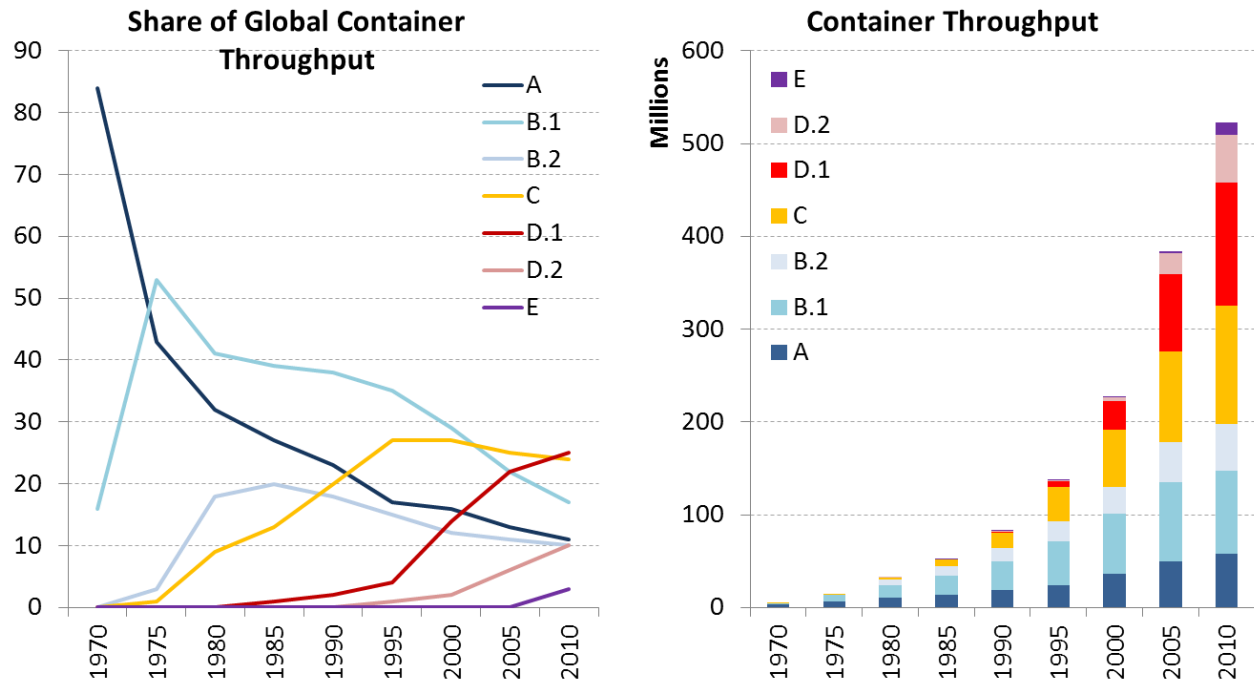 Share of Global Container
Throughput
90
80
70
60
50
40
30
20
10
0
A
B.1
B.2
C
D.1
D.2
E
1970
1975
1980
1985
1990
1995
2000
2005
2010
Container Throughput
Millions
600
500
400
300
200
100
0
E
D.2
D.1
C
B.2
B.1
A
1970
1975
1980
1985
1990
1995
2000
2005
2010